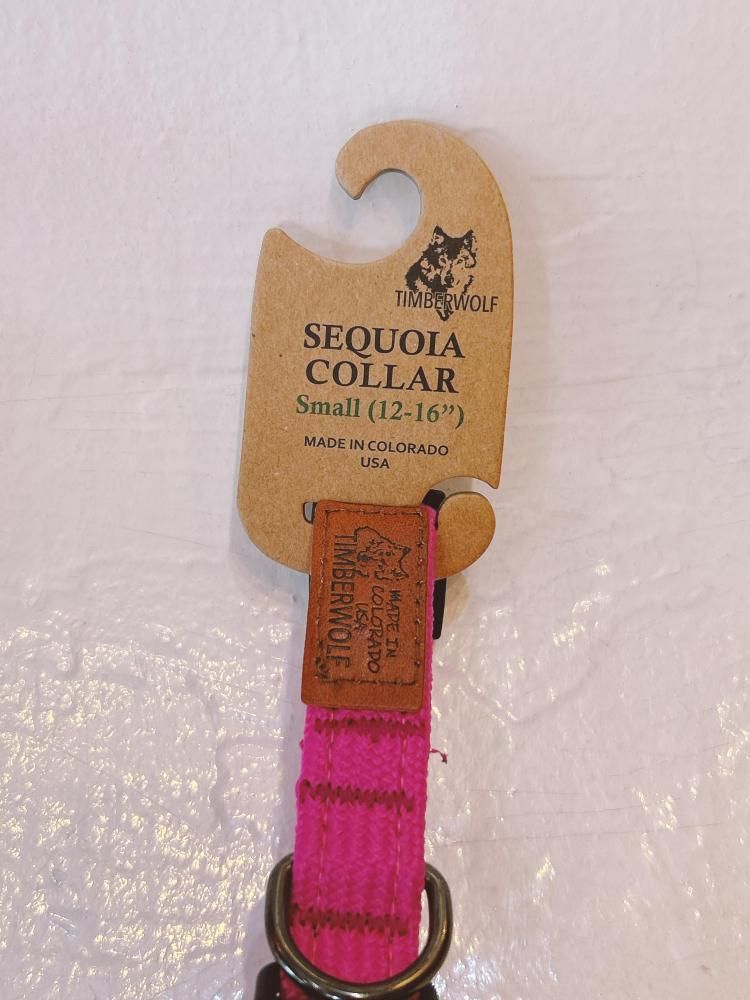 TIMBERWOLF
SEQUOIA
COLLAR
Small (12-16”)
MADE IN COLORADO
USA
MADE IN
COLORADO
USA
TIMBERWOLF